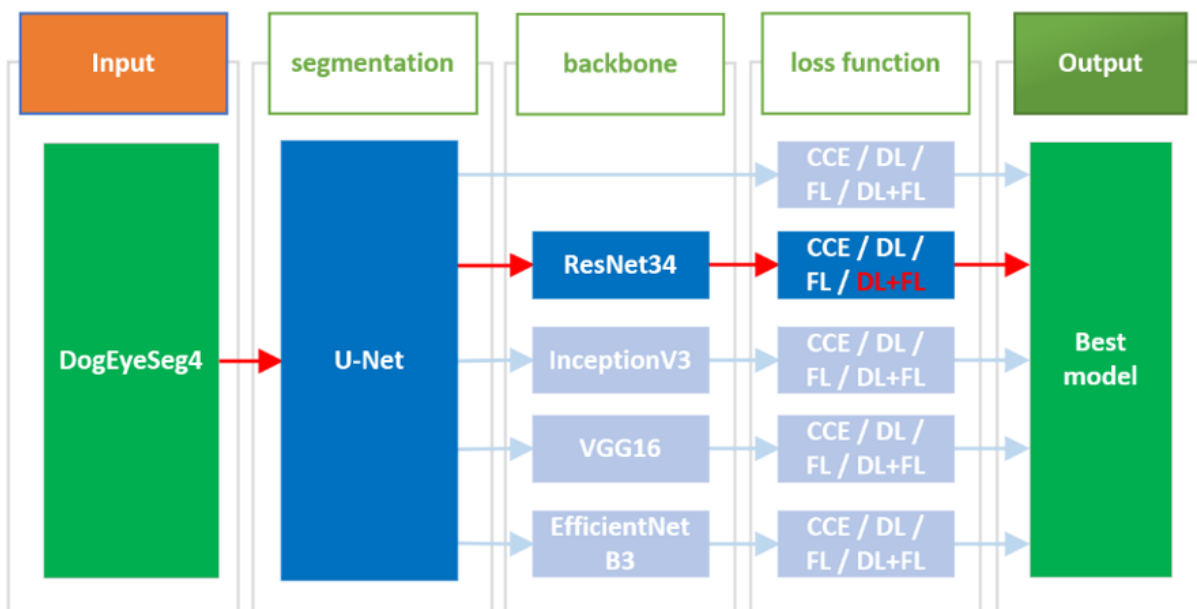 Input
segmentation
backbone
loss function
Output
CCE / DL /
FL / DL+FL
ResNet34
CCE / DL /
FL / DL+FL
DogEyeSeg4
U-Net
InceptionV3
CCE / DL /
FL / DL+FL
Best
model
VGG16
CCE / DL /
FL / DL+FL
EfficientNet
B3
CCE / DL /
FL / DL+FL